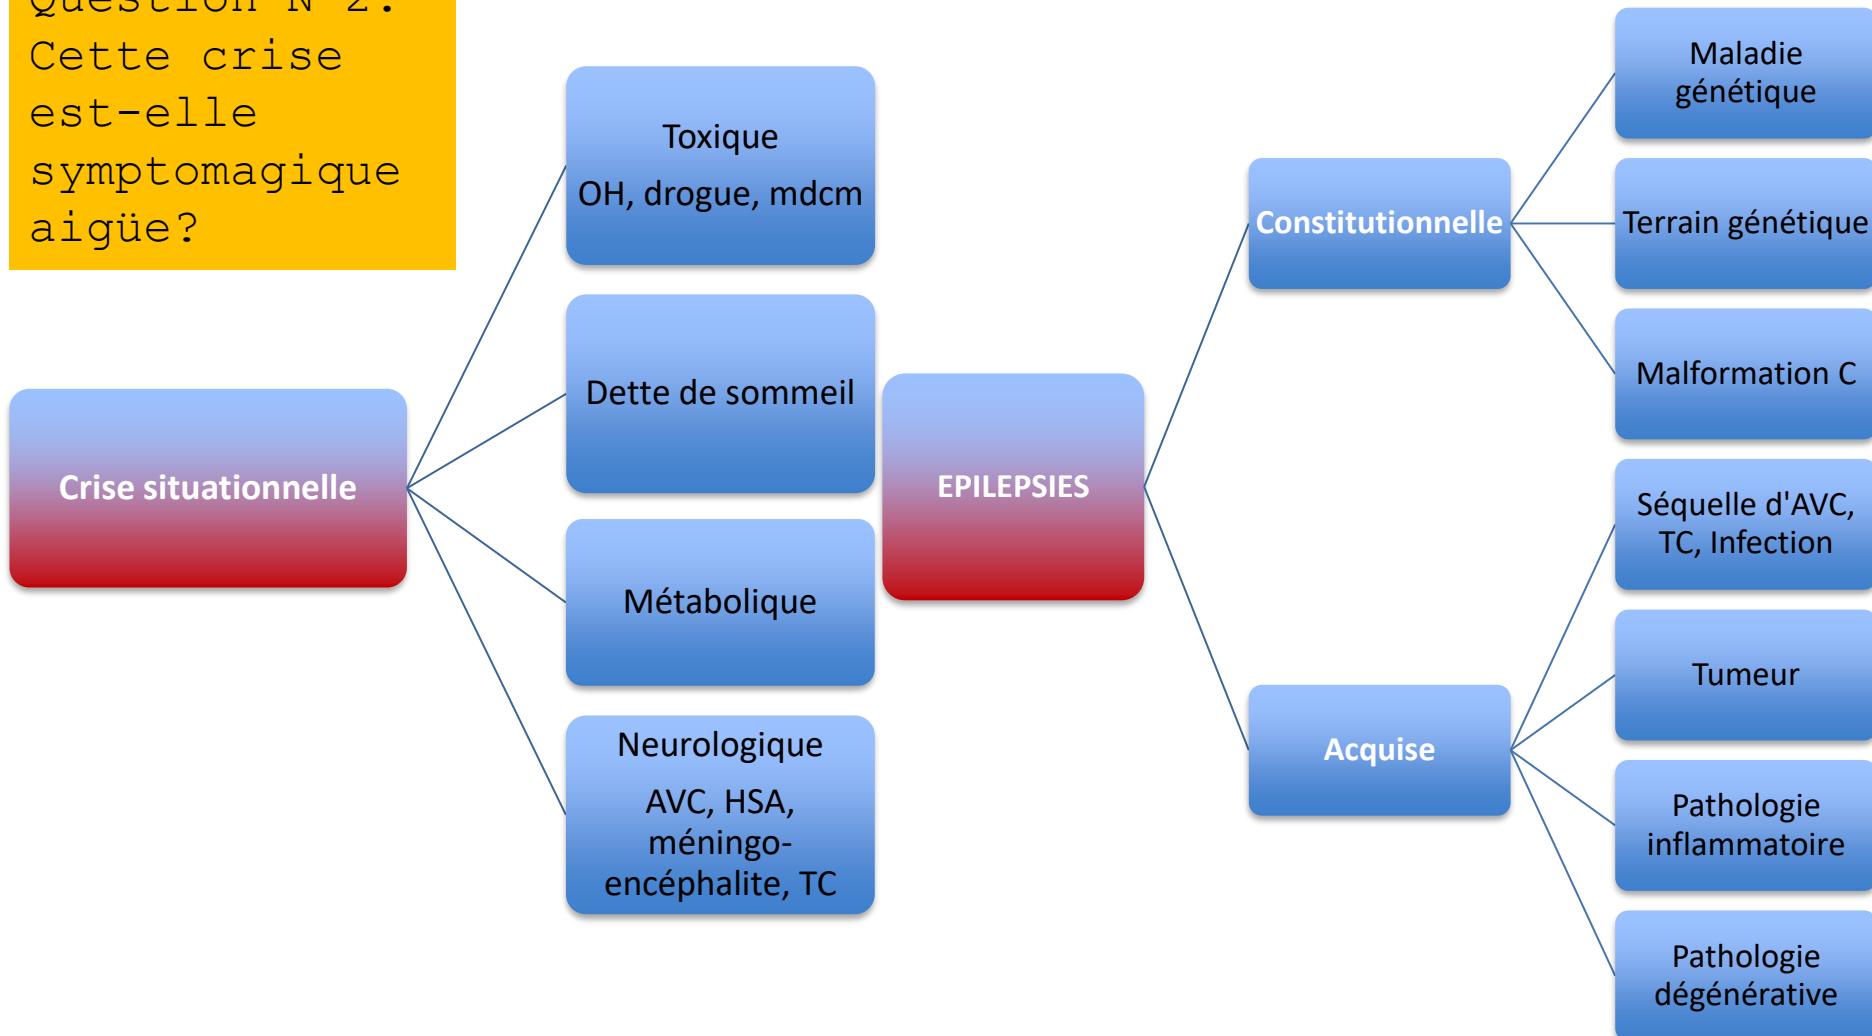 Question N°2:
Cette crise
est-elle
symptomagique
aigüe?
Crise situationnelle
Toxique
OH, drogue, mdcm
Dette de sommeil
Métabolique
Neurologique
AVC, HSA,
méningo-
encéphalite, TC
EPILEPSIES
Constitutionnelle
Maladie
génétique
Terrain génétique
Malformation C
Acquise
Séquelle d'AVC,
TC, Infection
Tumeur
Pathologie
inflammatoire
Pathologie
dégénérative